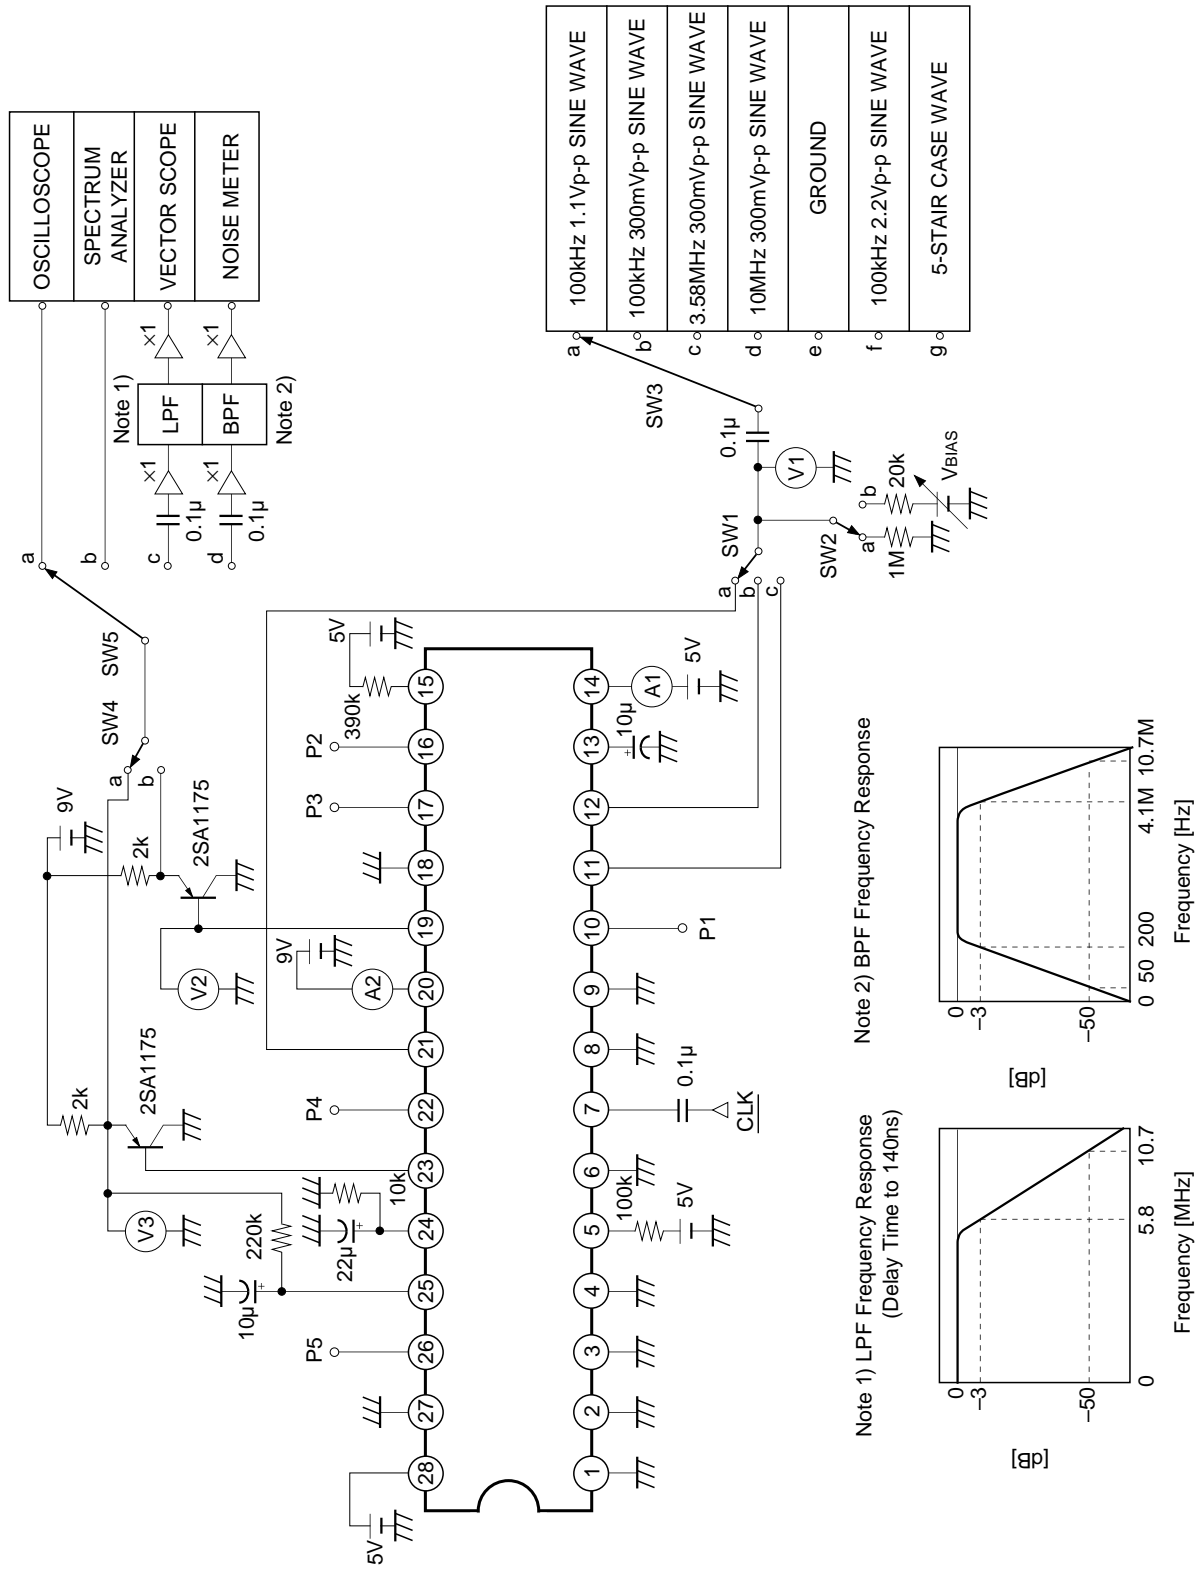 OSCILLOSCOPE
SPECTRUM
ANALYZER
VECTOR SCOPE
NOISE METER
Note 1)
×1
LPF
×1
0.1µ
×1
BPF
×1
0.1µ
Note 2)
a
b
c
d
SW5
SW4
a
b
9V
2k
2SA1175
2k
2SA1175
V3
V2
9V
A2
P5
P4
P3
P2
5V
390k
10µ
220k
22µ
10k
5V
28
27
26
25
24
23
22
21
20
19
18
17
16
15
1
2
3
4
5
6
7
8
9
10
11
12
13
14
100k
5V
0.1µ
CLK
P1
10µ
A1
5V
SW1
a
b
c
SW2
a
b
1M
20k
VBIAS
V1
0.1µ
SW3
a
100kHz 1.1Vp-p SINE WAVE
b
100kHz 300mVp-p SINE WAVE
c
3.58MHz 300mVp-p SINE WAVE
d
10MHz 300mVp-p SINE WAVE
e
GROUND
f
100kHz 2.2Vp-p SINE WAVE
g
5-STAIR CASE WAVE
Note 1) LPF Frequency Response
(Delay Time to 140ns)
[dB]
0
–3
–50
0 5.8 10.7
Frequency [MHz]
Note 2) BPF Frequency Response
[dB]
0
–3
–50
0 50 200 4.1M 10.7M
Frequency [Hz]